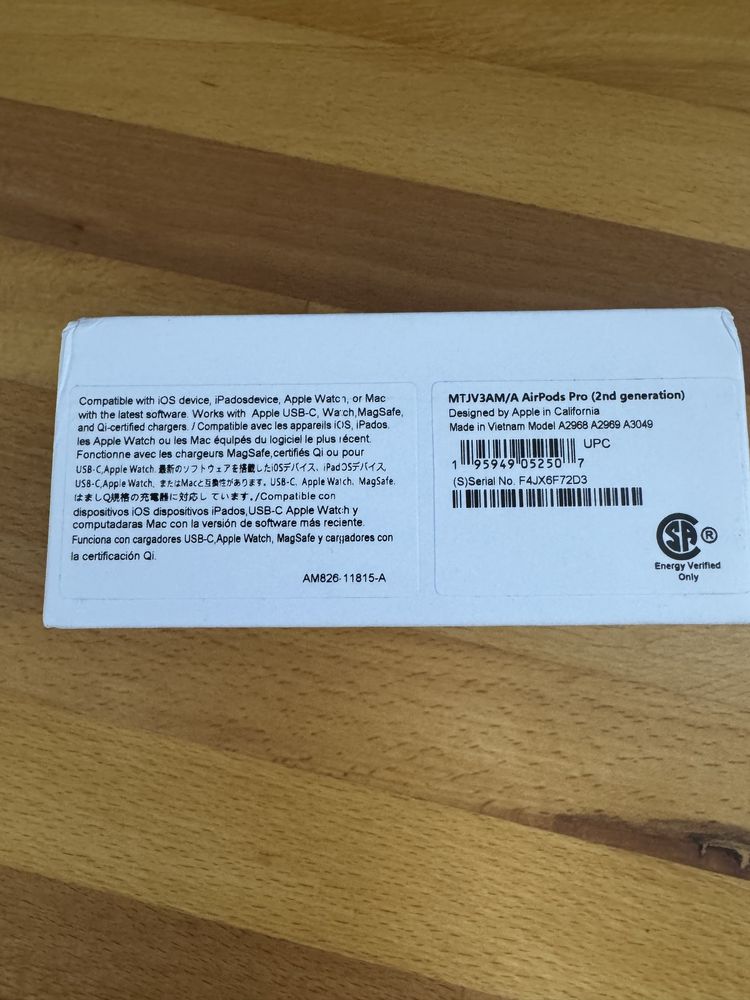 Compatible with iOS device, iPadosdevice, Apple Watch, or Mac
with the latest software. Works with Apple USB-C, Watch,MagSafe,
and Qi-certified chargers. / Compatible avec les appareils iOS, iPados.
les Apple Watch ou les Mac équlpés du logiciel le plus récent.
Fonctionne avec les chargeurs MagSafe,certifiés Qi ou pour
USB-C,Apple Watch. 最新のソフトウェアを搭載したiOSデバイス、iPadOSデバイス,
USB-C,Apple Watch, またはMacと互換性があります. USB-C. Apple Watch, MagSafe.
はましQ規格の充電器に対応し ています./Compatible con
dispositivos iOS dispositivos iPados,USB-C Apple Watch y
computadaras Mac con la versión de software más reciente.
Funciona con cargadores USB-C,Apple Watch, MagSafe y cargadores con
la certificación Qi.
AM826-11815-A
MTJV3AM/A AirPods Pro (2nd generation)
Designed by Apple in California
Made in Vietnam Model A2968 A2969 A3049
UPC
1 95949 05250 7
(S)Serial No. F4JX6F72D3
SA ®
Energy Verified
Only